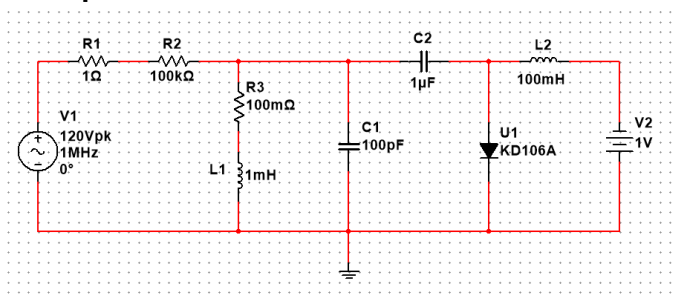 R1
1Ω
R2
100kΩ
C2
1µF
L2
100mH
R3
100mΩ
V1
120Vpk
1MHz
0°
C1
100pF
U1
KD106A
V2
1V
L1
1mH